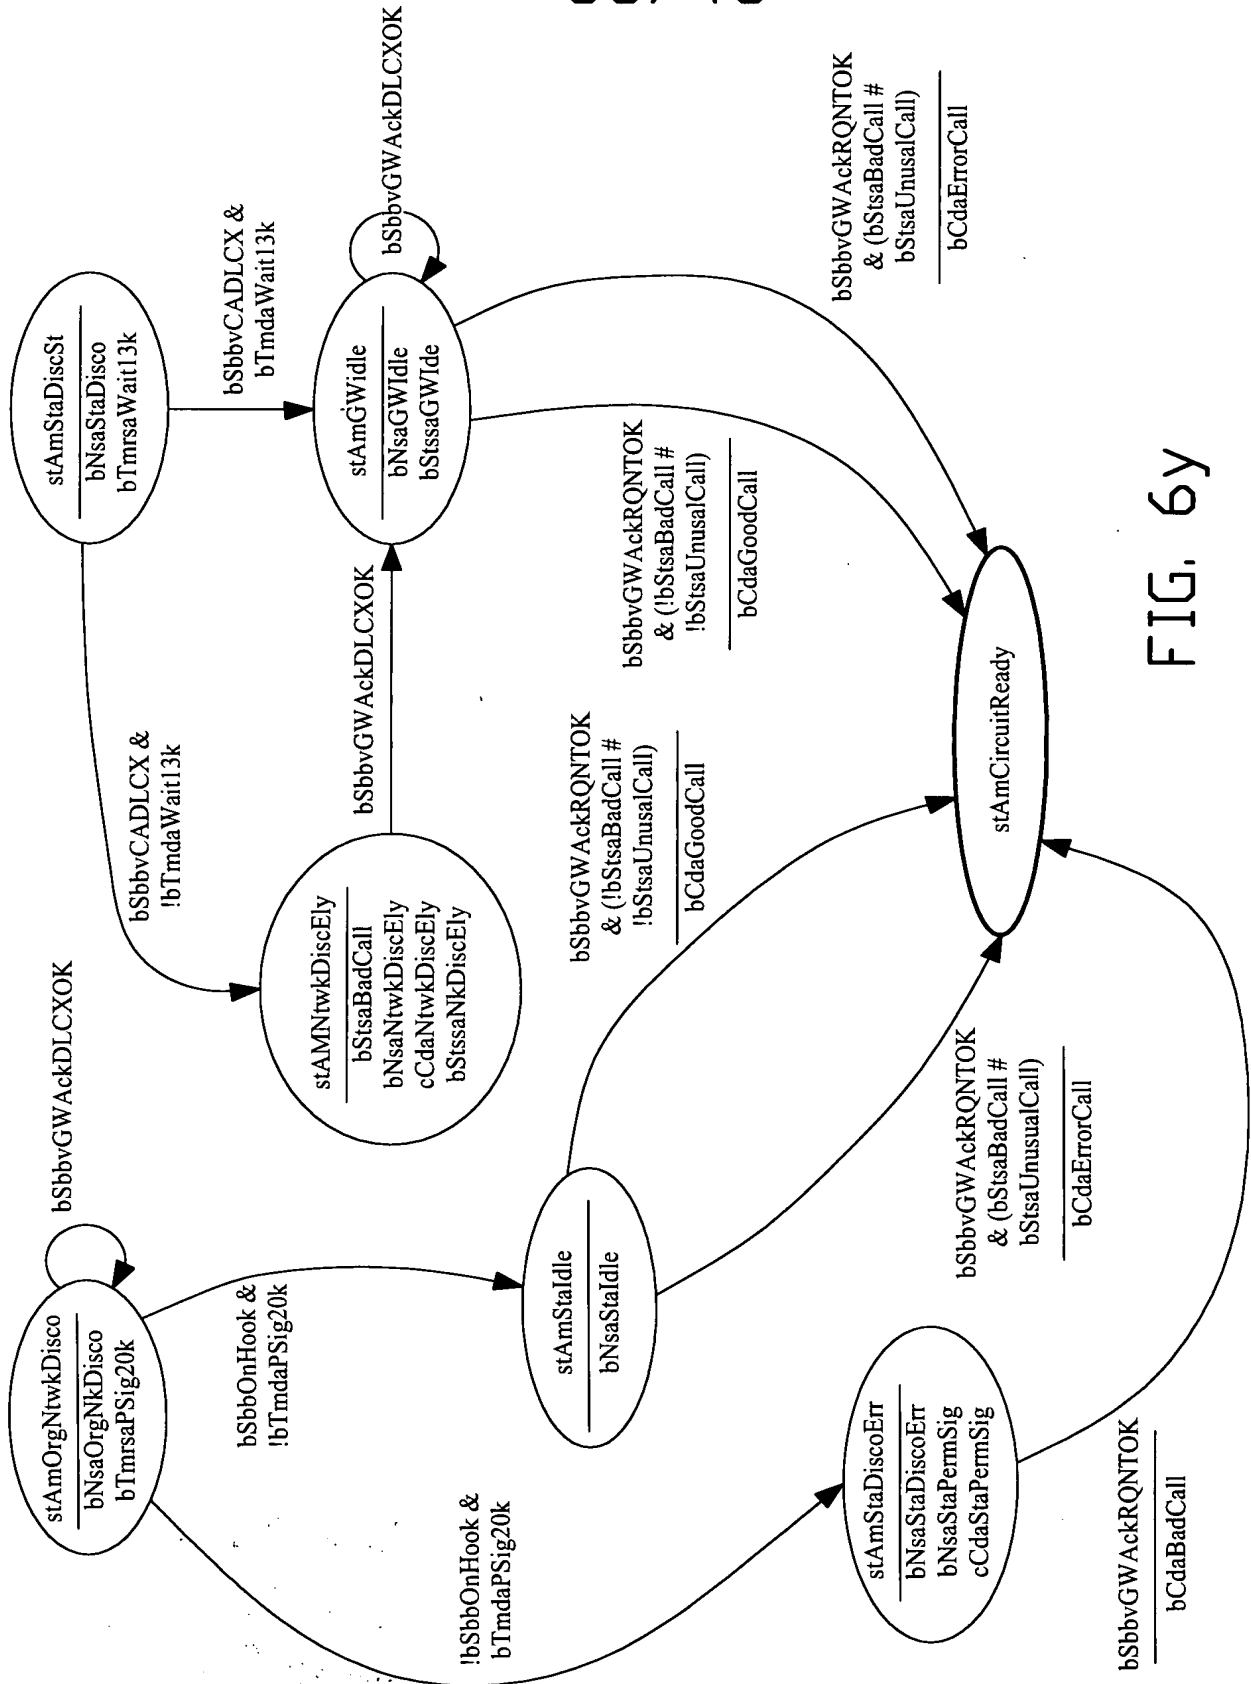 stAmOrgNtwkDisco
bNsaOrgNkDisco
bTmrsaPSig20k
bSbbvGWAckDLCXOK
stAmStaDiscSt
bNsaStaDisco
bTmrsaWait13k
bSbbvCADLCX &
!bTmdaWait13k
bSbbvCADLCX &
bTmdaWait13k
!bSbbOnHook &
bTmdaPSig20k
bSbbOnHook &
!bTmdaPSig20k
stAMNtwkDiscEly
bStsaBadCall
bNsaNtwkDiscEly
cCdaNtwkDiscEly
bStssaNkDiscEly
bSbbvGWAckDLCXOK
stAmGWidle
bNsaGWIdle
bStssaGWIde
bSbbvGWAckDLCXOK
stAmStaIdle
bNsaStaIdle
bSbbvGWAckRQNTOK
& (!bStsaBadCall #
!bStsaUnusalCall)
bCdaGoodCall
bSbbvGWAckRQNTOK
& (!bStsaBadCall #
!bStsaUnusalCall)
bCdaGoodCall
bSbbvGWAckRQNTOK
& (bStsaBadCall #
bStsaUnusalCall)
bCdaErrorCall
stAmStaDiscoErr
bNsaStaDiscoErr
bNsaStaPermSig
cCdaStaPermSig
bSbbvGWAckRQNTOK
& (bStsaBadCall #
bStsaUnusualCall)
bCdaErrorCall
stAmCircuitReady
bSbbvGWAckRQNTOK
bCdaBadCall
FIG. 6y